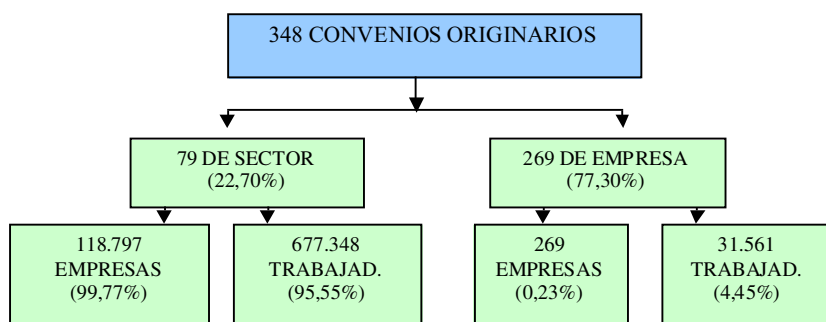 348 CONVENIOS ORIGINARIOS
79 DE SECTOR
(22,70%)
269 DE EMPRESA
(77,30%)
118.797
EMPRESAS
(99,77%)
677.348
TRABAJAD.
(95,55%)
269
EMPRESAS
(0,23%)
31.561
TRABAJAD.
(4,45%)